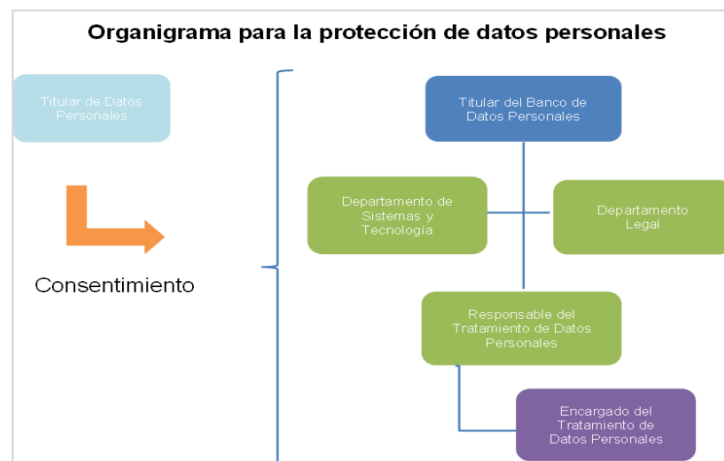 Organigrama para la protección de datos personales
Titular de Datos
Personales
Consentimiento
Titular del Banco de
Datos Personales
Departamento de
Sistemas y
Tecnología
Departamento
Legal
Responsable del
Tratamiento de Datos
Personales
Encargado del
Tratamiento de
Datos Personales